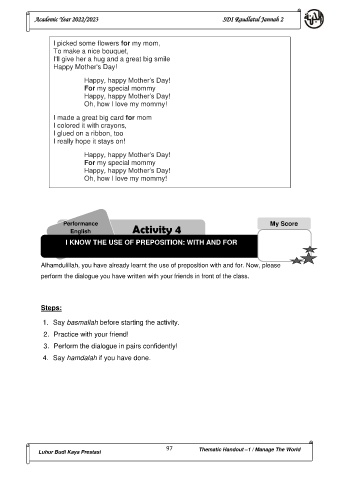 Academic Year 2022/2023
SDI Raudlatul Jannah 2
I picked some flowers for my mom,
To make a nice bouquet,
I'll give her a hug and a great big smile
Happy Mother's Day!
Happy, happy Mother's Day!
For my special mommy
Happy, happy Mother's Day!
Oh, how I love my mommy!
I made a great big card for mom
I colored it with crayons,
I glued on a ribbon, too
I really hope it stays on!
Happy, happy Mother's Day!
For my special mommy
Happy, happy Mother's Day!
Oh, how I love my mommy!
Performance
English
Activity 4
My Score
I KNOW THE USE OF PREPOSITION: WITH AND FOR
Alhamdulillah, you have already learnt the use of preposition with and for. Now, please
perform the dialogue you have written with your friends in front of the class.
Steps:
1. Say basmallah before starting the activity.
2. Practice with your friend!
3. Perform the dialogue in pairs confidently!
4. Say hamdalah if you have done.
Luhur Budi Kaya Prestasi
97
Thematic Handout –1 / Manage The World